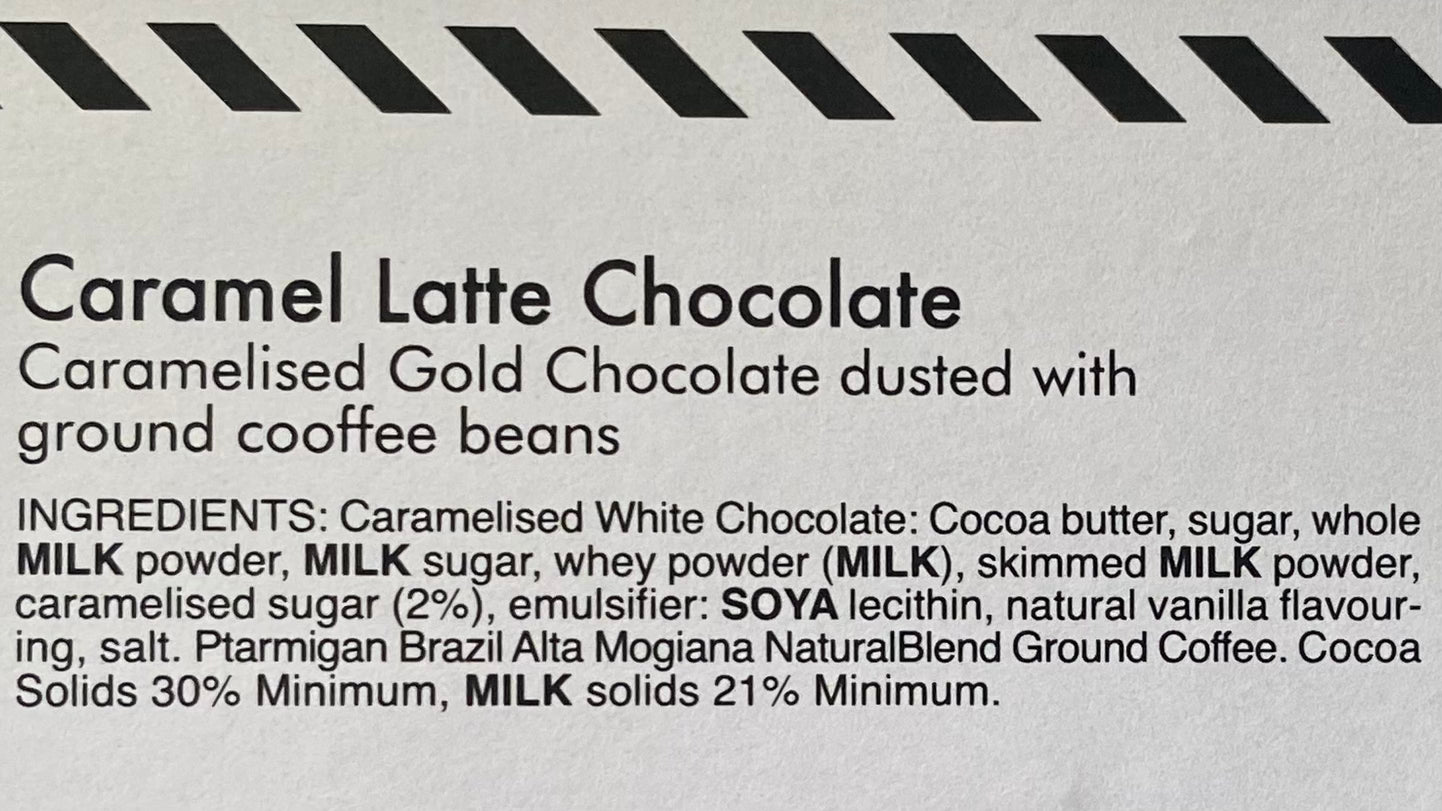 Caramel Latte Chocolate
Caramelised Gold Chocolate dusted with
ground cooffee beans
INGREDIENTS: Caramelised White Chocolate: Cocoa butter, sugar, whole
MILK powder, MILK sugar, whey powder (MILK), skimmed MILK powder,
caramelised sugar (2%), emulsifier: SOYA lecithin, natural vanilla flavour-
ing, salt. Ptarmigan Brazil Alta Mogiana NaturalBlend Ground Coffee. Cocoa
Solids 30% Minimum, MILK solids 21% Minimum.